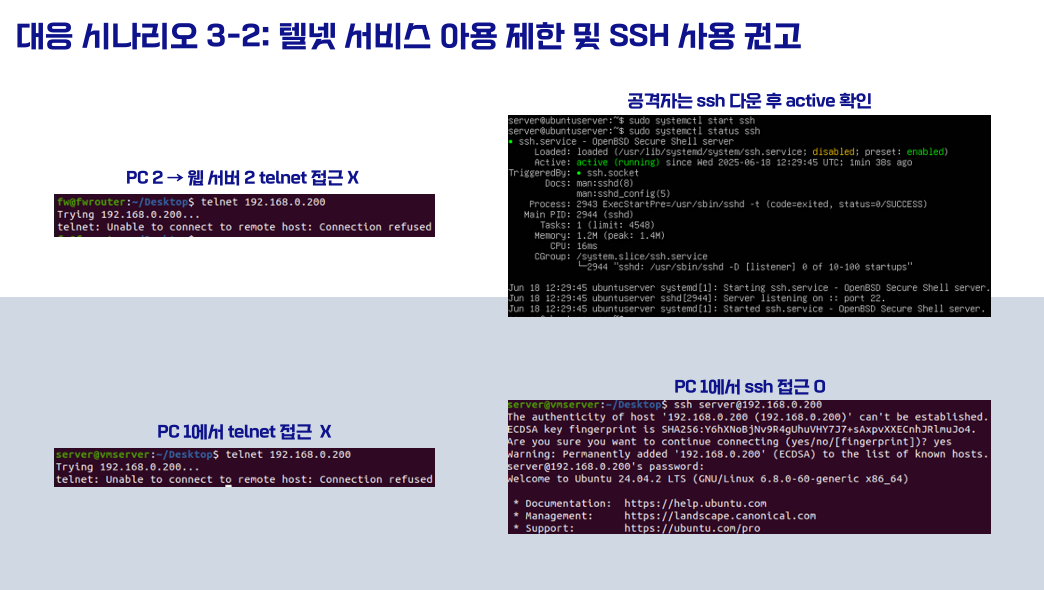 대응 시나리오 3-2: 텔넷 서비스 아용 제한 및 SSH 사용 권고
PC 2 → 웹 서버 2 telnet 접근 X
fw@fwrouter:~/Desktop$ telnet 192.168.0.200
Trying 192.168.0.200...
telnet: Unable to connect to remote host: Connection refused
공격자는 ssh 다운 후 active 확인
server@ubuntuserver:~$ sudo systemctl start ssh
server@ubuntuserver:~$ sudo systemctl status ssh
● ssh.service - OpenBSD Secure Shell server
Loaded: loaded (/usr/lib/systemd/system/ssh.service; disabled; preset: enabled)
Active: active (running) since Wed 2025-06-18 12:29:45 UTC; 1min 38s ago
TriggeredBy: ● ssh.socket
Docs: man:sshd(8)
man:sshd_config(5)
Process: 2943 ExecStartPre=/usr/sbin/sshd -t (code=exited, status=0/SUCCESS)
Main PID: 2944 (sshd)
Tasks: 1 (limit: 4548)
Memory: 1.2M (peak: 1.4M)
CPU: 16ms
CGroup: /system.slice/ssh.service
└─2944 "sshd: /usr/sbin/sshd -D [listener] 0 of 10-100 startups"
Jun 18 12:29:45 ubuntuserver systemd[1]: Starting ssh.service - OpenBSD Secure Shell server.
Jun 18 12:29:45 ubuntuserver sshd[2944]: Server listening on :: port 22.
Jun 18 12:29:45 ubuntuserver systemd[1]: Started ssh.service - OpenBSD Secure Shell server.
PC 1에서 telnet 접근 X
server@vmserver:~/Desktop$ telnet 192.168.0.200
Trying 192.168.0.200...
telnet: Unable to connect to remote host: Connection refused
PC 1에서 ssh 접근 O
server@vmserver:~/Desktop$ ssh server@192.168.0.200
The authenticity of host '192.168.0.200 (192.168.0.200)' can't be established.
ECDSA key fingerprint is SHA256:Y6hXNoBjNv9R4gUhuVHY7J7+sAxpvXXECnhJRlmuJo4.
Are you sure you want to continue connecting (yes/no/[fingerprint])? yes
Warning: Permanently added '192.168.0.200' (ECDSA) to the list of known hosts.
server@192.168.0.200's password:
Welcome to Ubuntu 24.04.2 LTS (GNU/Linux 6.8.0-60-generic x86_64)
* Documentation: https://help.ubuntu.com
* Management: https://landscape.canonical.com
* Support: https://ubuntu.com/pro